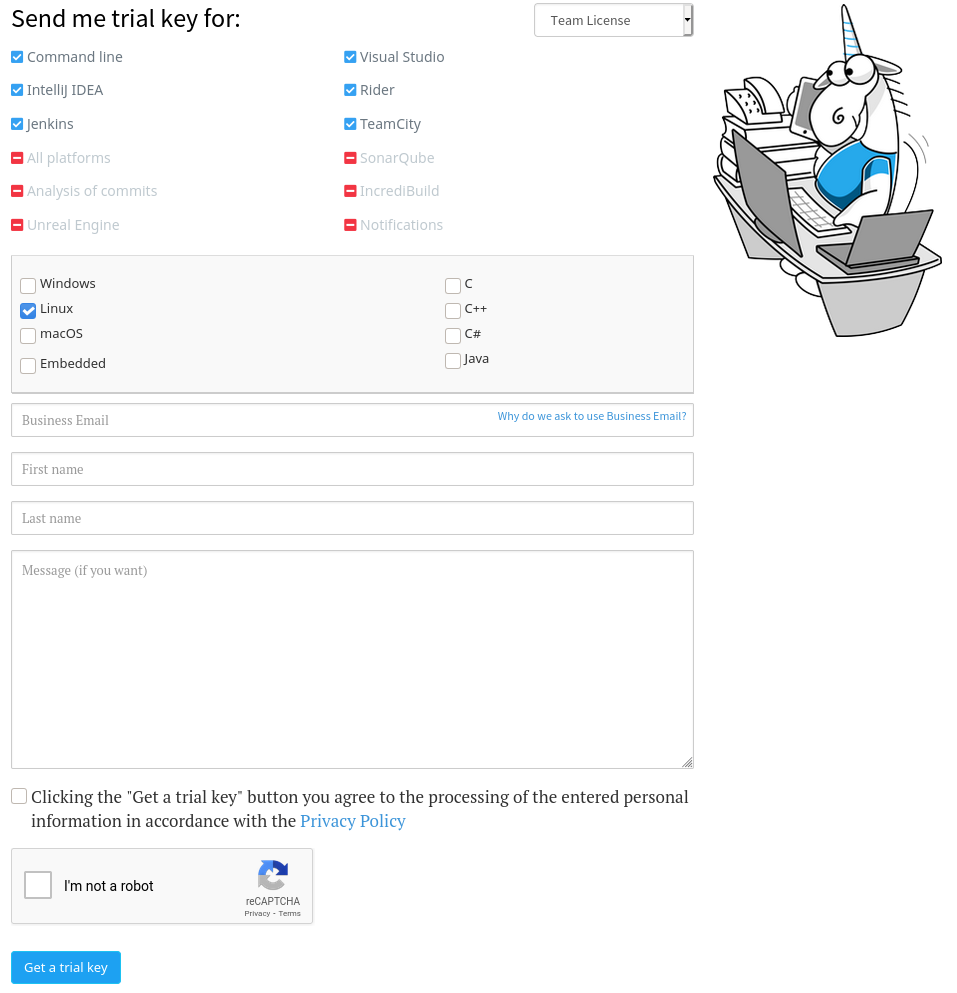 Send me trial key for:
Team License
Command line
Visual Studio
IntelliJ IDEA
Rider
Jenkins
TeamCity
All platforms
SonarQube
Analysis of commits
IncrediBuild
Unreal Engine
Notifications
Windows
C
Linux
C++
macOS
C#
Embedded
Java
Business Email
Why do we ask to use Business Email?
First name
Last name
Message (if you want)
Clicking the "Get a trial key" button you agree to the processing of the entered personal
information in accordance with the Privacy Policy
I'm not a robot
reCAPTCHA
Privacy - Terms
Get a trial key